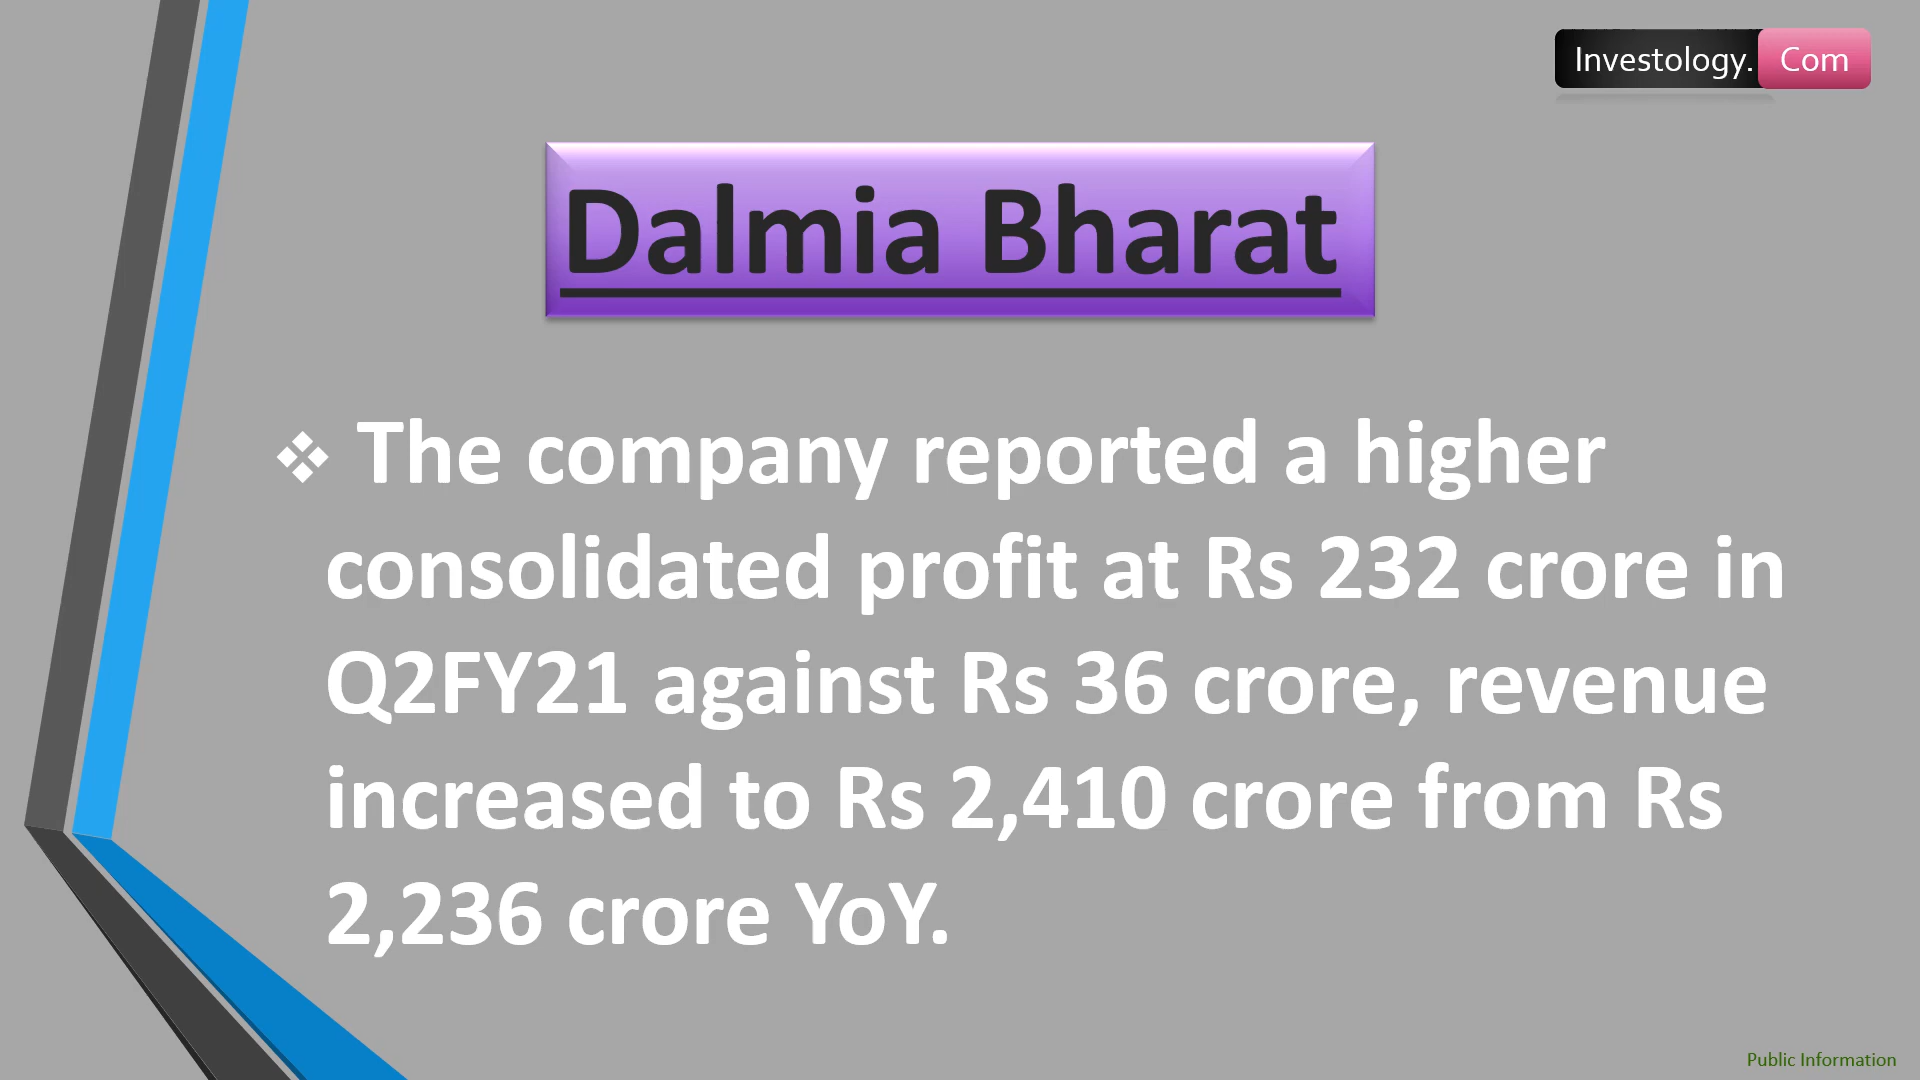 Investology. Com
Dalmia Bharat
❖ The company reported a higher
consolidated profit at Rs 232 crore in
Q2FY21 against Rs 36 crore, revenue
increased to Rs 2,410 crore from Rs
2,236 crore YoY.
Public Information